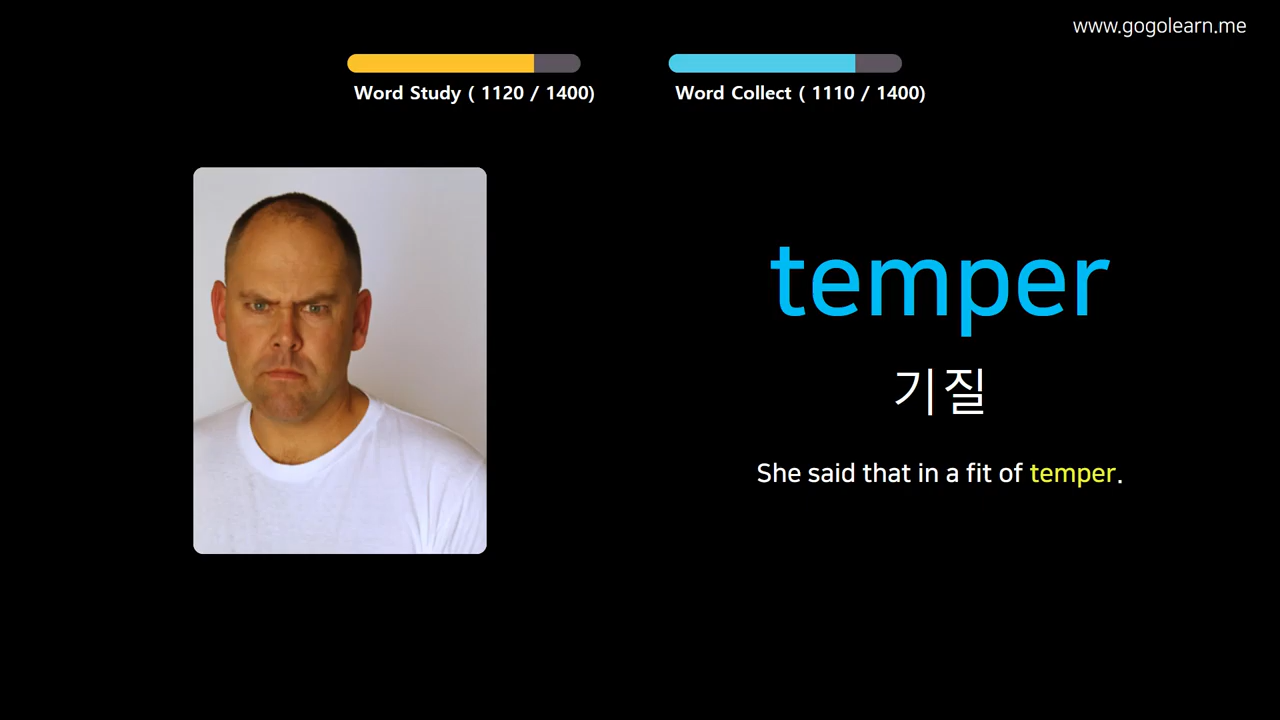 www.gogolearn.me
Word Study ( 1120 / 1400)
Word Collect ( 1110 / 1400)
temper
기질
She said that in a fit of temper.